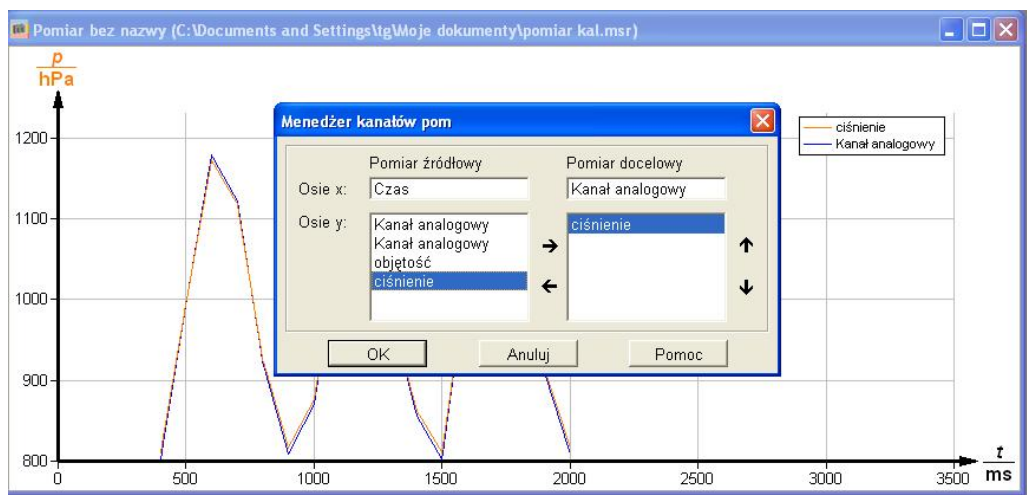 Pomiar bez nazwy (C:\Documents and Settings\tg\Moje dokumenty\pomiar kal.msr)
p
hPa
1200
1100
1000
900
800
ciśnienie
Kanał analogowy
Menedżer kanałów pom
Pomiar źródłowy Pomiar docelowy
Osie x: Czas Kanał analogowy
Osie y: Kanał analogowy ciśnienie
Kanał analogowy
objętość
ciśnienie
OK Anuluj Pomoc
0 500 1000 1500 2000 2500 3000 3500
t
ms